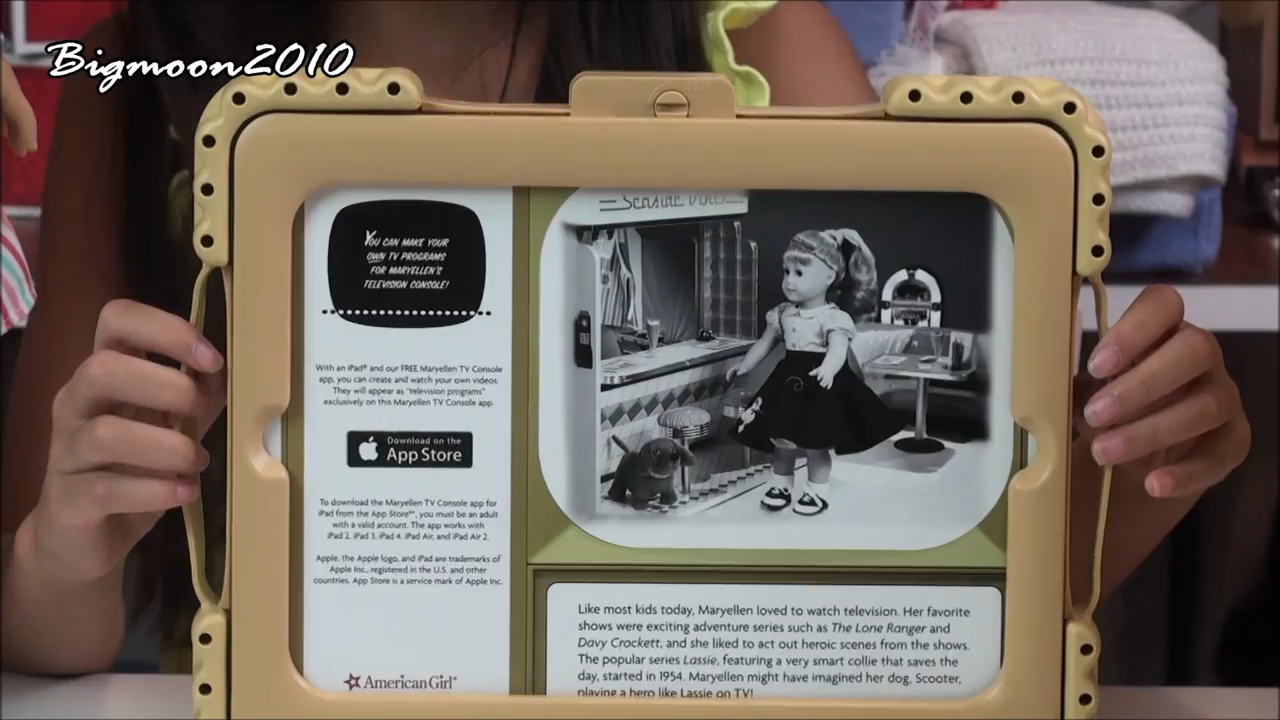 Bigmoon2010
YOU CAN MAKE YOUR
OWN TV PROGRAMS
FOR MARYELLEN'S
TELEVISION CONSOLE!
With an iPad® and our FREE Maryellen TV Console
app, you can create and watch your own videos.
They will appear as "television programs"
exclusively on this Maryellen TV Console app.
Download on the
App Store
To download the Maryellen TV Console app for
iPad from the App Store℠, you must be an adult
with a valid account. The app works with
iPad 2, iPad 3, iPad 4, iPad Air, and iPad Air 2.
Apple, the Apple logo, and iPad are trademarks of
Apple Inc., registered in the U.S. and other
countries. App Store is a service mark of Apple Inc.
American Girl®
Seaside Diner
Like most kids today, Maryellen loved to watch television. Her favorite
shows were exciting adventure series such as The Lone Ranger and
Davy Crockett, and she liked to act out heroic scenes from the shows.
The popular series Lassie, featuring a very smart collie that saves the
day, started in 1954. Maryellen might have imagined her dog, Scooter,
playing a hero like Lassie on TV!